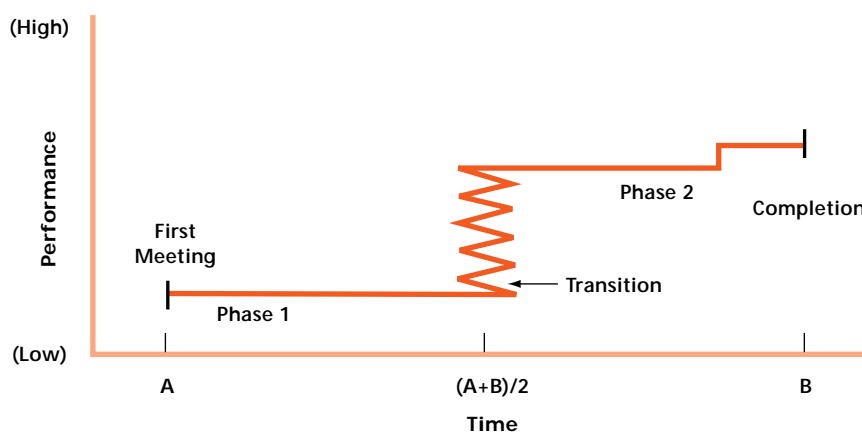 (High)
Performance
First
Meeting
Phase 1
Transition
Phase 2
Completion
(Low)
A
(A+B)/2
B
Time